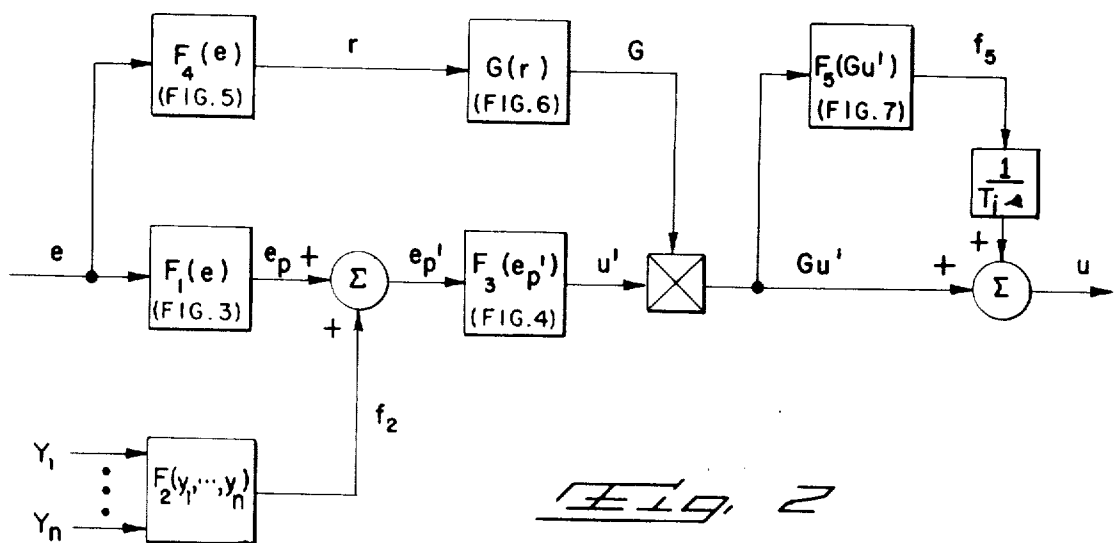 F₄(e)
(FIG. 5)
r
G(r)
(FIG. 6)
G
F₅(Gu')
(FIG. 7)
f₅
1
Tᵢ s
+
e
F₁(e)
(FIG. 3)
eₚ
+
Σ
+
eₚ'
F₃(eₚ')
(FIG. 4)
u'
Gu'
+
Σ
u
f₂
Y₁
Yₙ
F₂(y₁,···,yₙ)
Fig. 2